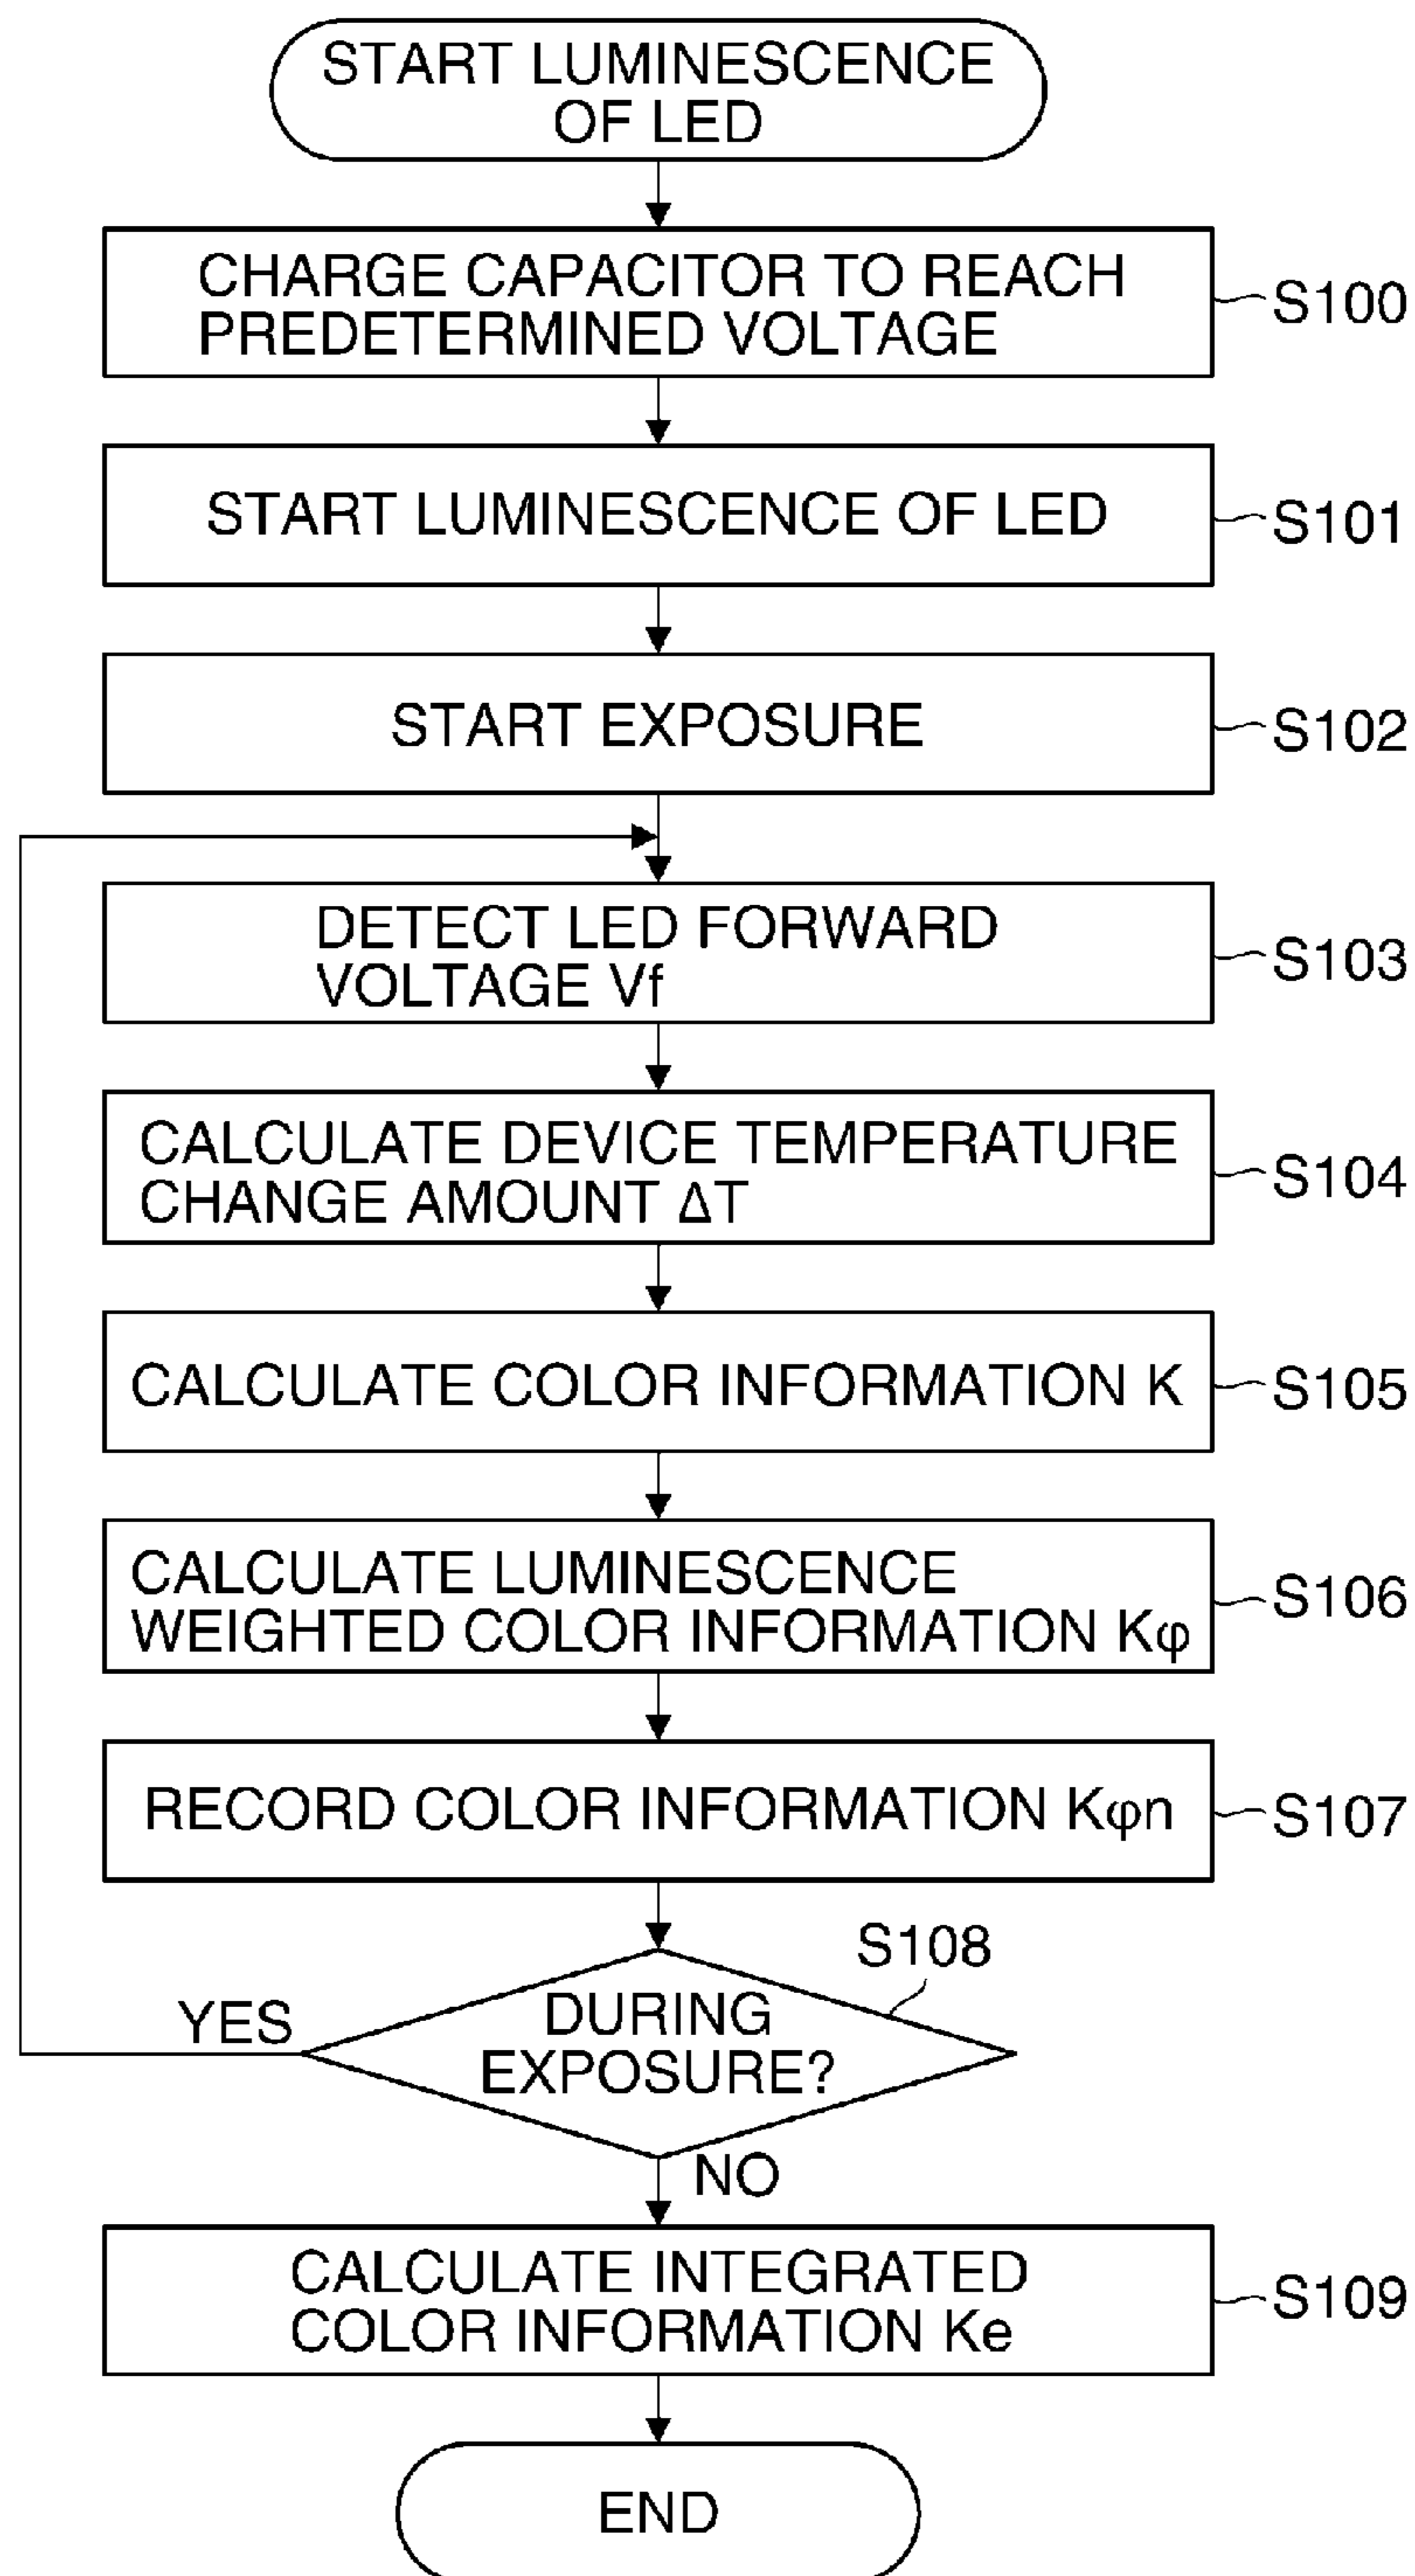 START LUMINESCENCE
OF LED
CHARGE CAPACITOR TO REACH
PREDETERMINED VOLTAGE
S100
START LUMINESCENCE OF LED
S101
START EXPOSURE
S102
DETECT LED FORWARD
VOLTAGE Vf
S103
CALCULATE DEVICE TEMPERATURE
CHANGE AMOUNT ΔT
S104
CALCULATE COLOR INFORMATION K
S105
CALCULATE LUMINESCENCE
WEIGHTED COLOR INFORMATION Kφ
S106
RECORD COLOR INFORMATION Kφn
S107
S108
DURING
EXPOSURE?
YES
NO
CALCULATE INTEGRATED
COLOR INFORMATION Ke
S109
END